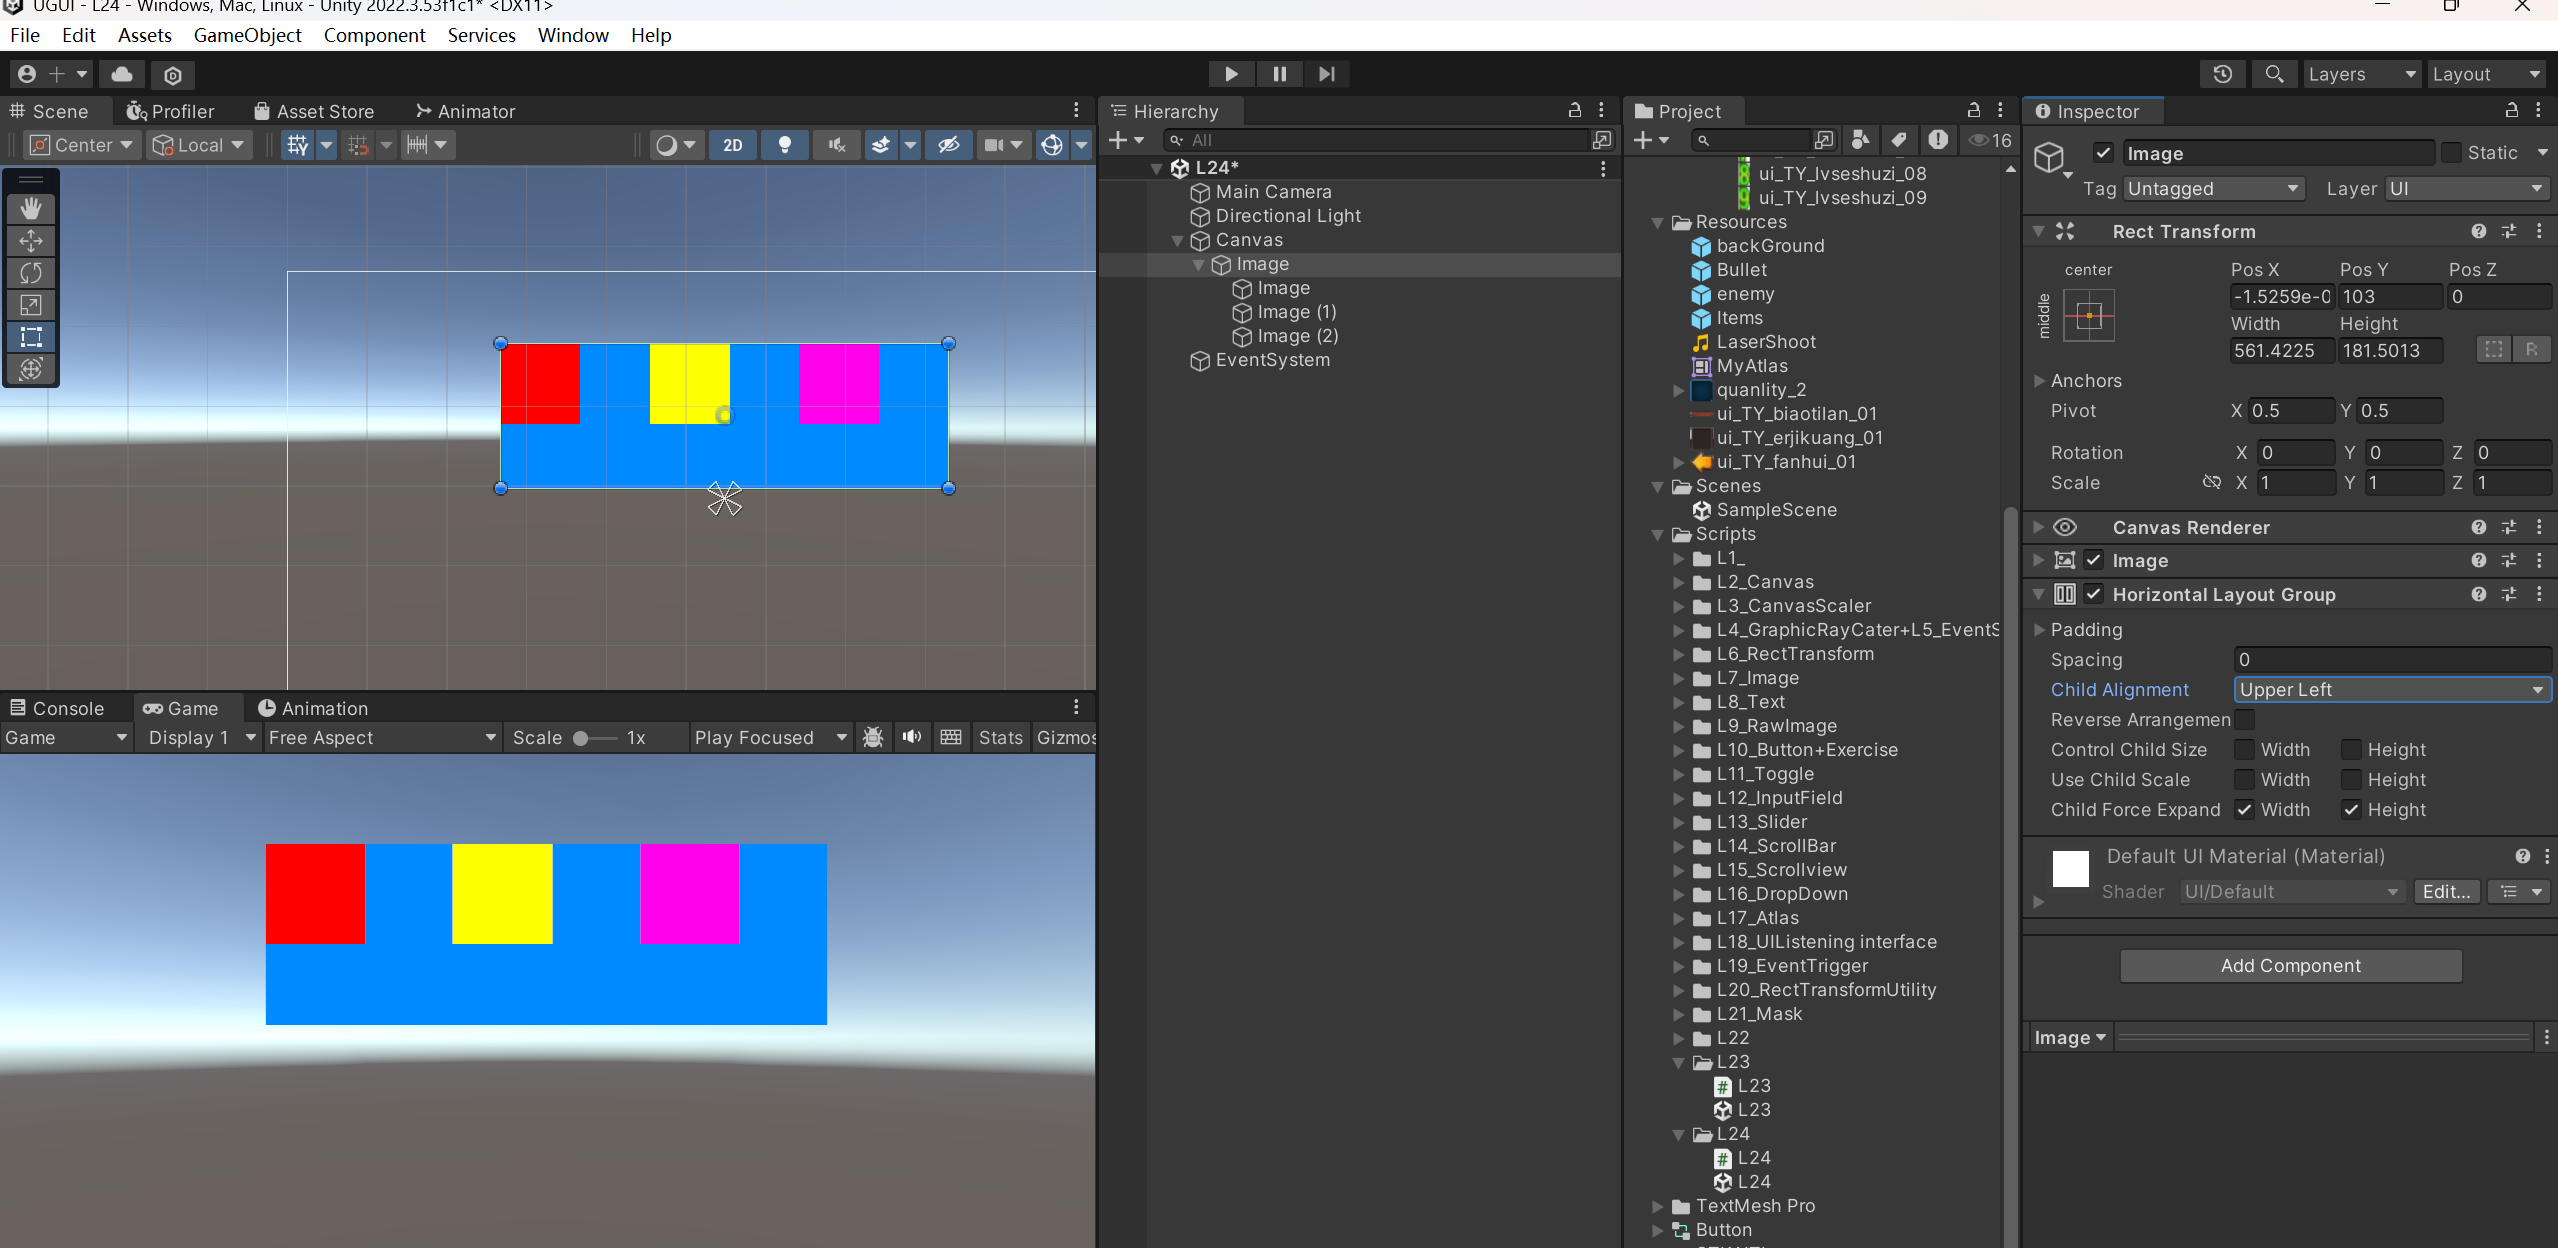 UGUI - L24 - Windows, Mac, Linux - Unity 2022.3.53f1c1* <DX11>
File Edit Assets GameObject Component Services Window Help
Layers Layout
Scene Profiler Asset Store Animator
Center Local 2D
Hierarchy
All
L24*
Main Camera
Directional Light
Canvas
Image
Image
Image (1)
Image (2)
EventSystem
Console Game Animation
Game Display 1 Free Aspect Scale 1x Play Focused Stats Gizmos
Project
16
ui_TY_lvseshuzi_08
ui_TY_lvseshuzi_09
Resources
backGround
Bullet
enemy
Items
LaserShoot
MyAtlas
quanlity_2
ui_TY_biaotilan_01
ui_TY_erjikuang_01
ui_TY_fanhui_01
Scenes
SampleScene
Scripts
L1_
L2_Canvas
L3_CanvasScaler
L4_GraphicRayCater+L5_EventS
L6_RectTransform
L7_Image
L8_Text
L9_RawImage
L10_Button+Exercise
L11_Toggle
L12_InputField
L13_Slider
L14_ScrollBar
L15_Scrollview
L16_DropDown
L17_Atlas
L18_UIListening interface
L19_EventTrigger
L20_RectTransformUtility
L21_Mask
L22
L23
L23
L23
L24
L24
L24
TextMesh Pro
Button
Inspector
Image Static
Tag Untagged Layer UI
Rect Transform
center
middle
Pos X Pos Y Pos Z
-1.5259e-0 103 0
Width Height
561.4225 181.5013 R
Anchors
Pivot X 0.5 Y 0.5
Rotation X 0 Y 0 Z 0
Scale X 1 Y 1 Z 1
Canvas Renderer
Image
Horizontal Layout Group
Padding
Spacing 0
Child Alignment Upper Left
Reverse Arrangemen
Control Child Size Width Height
Use Child Scale Width Height
Child Force Expand Width Height
Default UI Material (Material)
Shader UI/Default Edit...
Add Component
Image